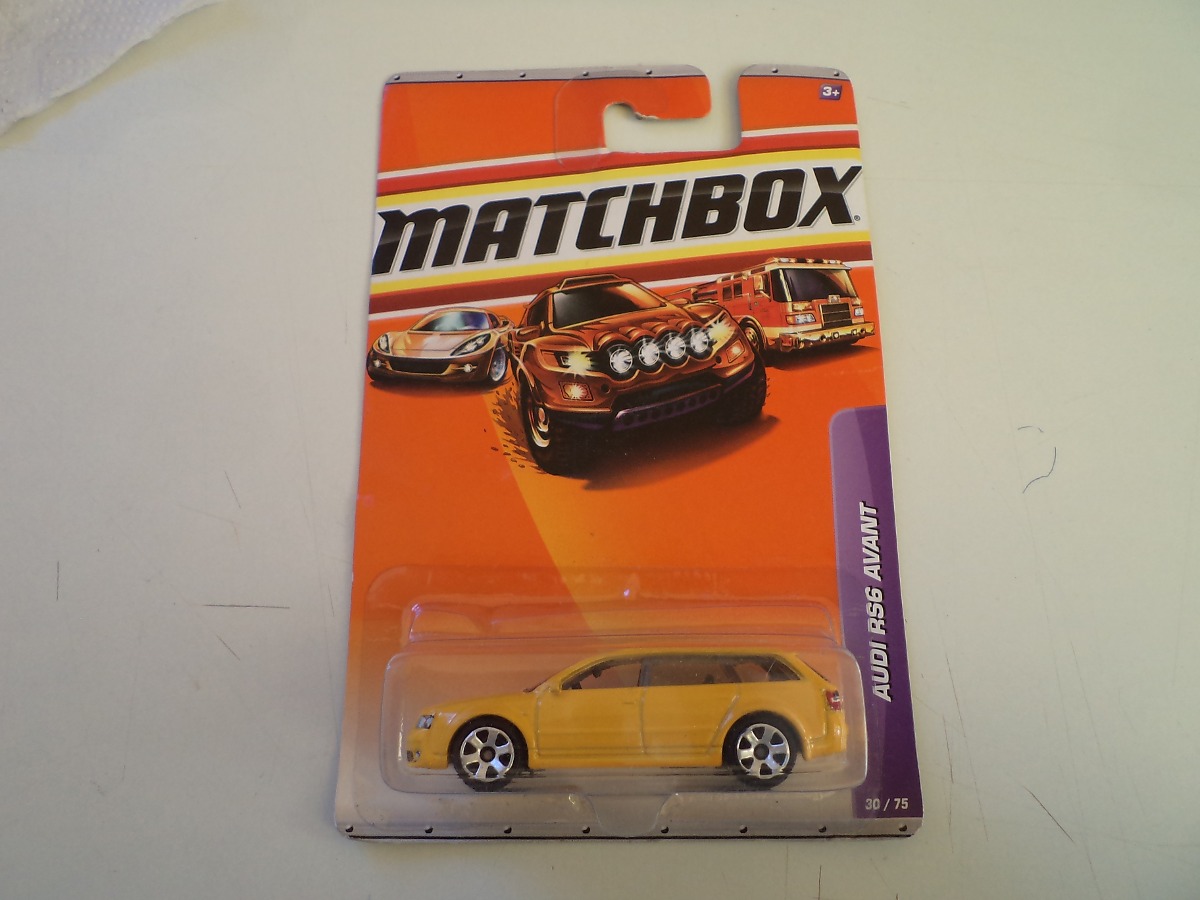 3+
MATCHBOX®
AUDI RS6 AVANT
30 / 75